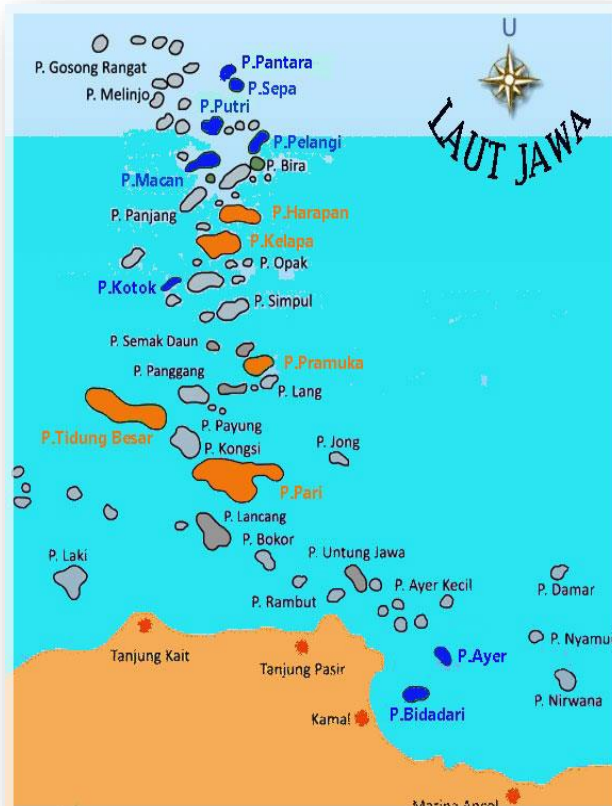 U
LAUT JAWA
P. Gosong Rangat
P.Pantara
P.Sepa
P. Melinjo
P.Putri
P.Pelangi
P. Bira
P.Macan
P. Panjang
P.Harapan
P.Kelapa
P. Opak
P.Kotok
P. Simpul
P. Semak Daun
P.Pramuka
P. Panggang
P. Lang
P.Tidung Besar
P. Payung
P. Kongsi
P. Jong
P.Pari
P. Lancang
P. Bokor
P. Untung Jawa
P. Laki
P. Rambut
P. Ayer Kecil
P. Damar
P. Nyamui
P.Ayer
P. Nirwana
P.Bidadari
Tanjung Kait
Tanjung Pasir
Kamal
Marina Ancol